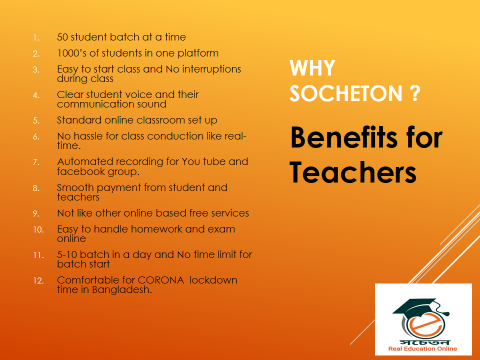 1. 50 student batch at a time
2. 1000's of students in one platform
3. Easy to start class and No interruptions
during class
4. Clear student voice and their
communication sound
5. Standard online classroom set up
6. No hassle for class conduction like real-
time.
7. Automated recording for You tube and
facebook group.
8. Smooth payment from student and
teachers
9. Not like other online based free services
10. Easy to handle homework and exam
online
11. 5-10 batch in a day and No time limit for
batch start
12. Comfortable for CORONA lockdown
time in Bangladesh.
WHY
SOCHETON ?
Benefits for
Teachers
সচেতন
Real Education Online